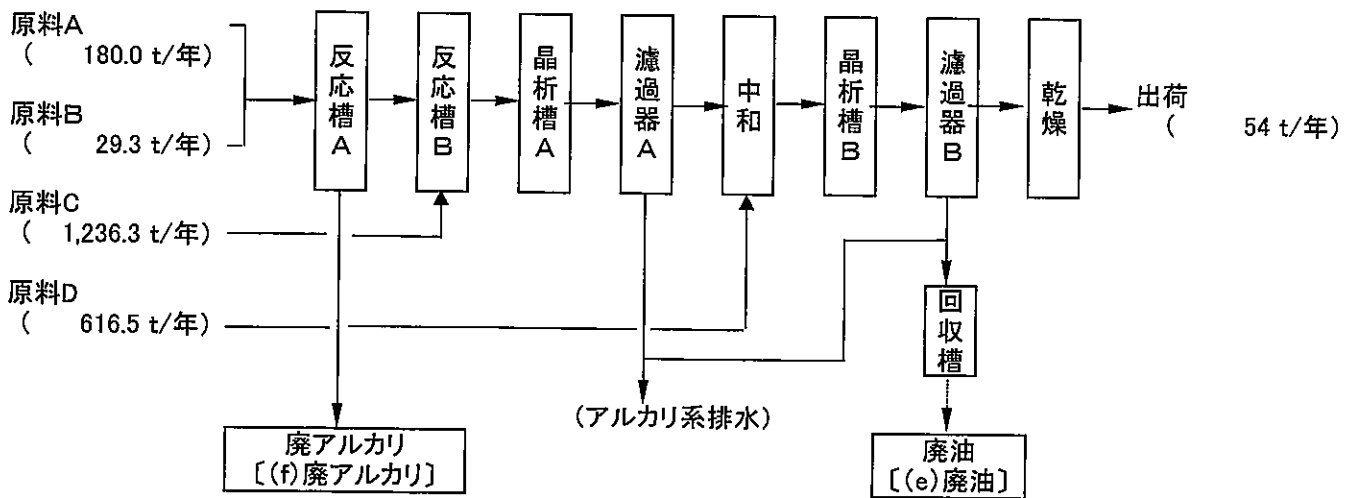 原料A
( 180.0 t/年)
原料B
( 29.3 t/年)
原料C
( 1,236.3 t/年)
原料D
( 616.5 t/年)
反応槽A
反応槽B
晶析槽A
濾過器A
中和
晶析槽B
濾過器B
乾燥
出荷
( 54 t/年)
回収槽
(アルカリ系排水)
廃アルカリ
〔(f)廃アルカリ〕
廃油
〔(e)廃油〕